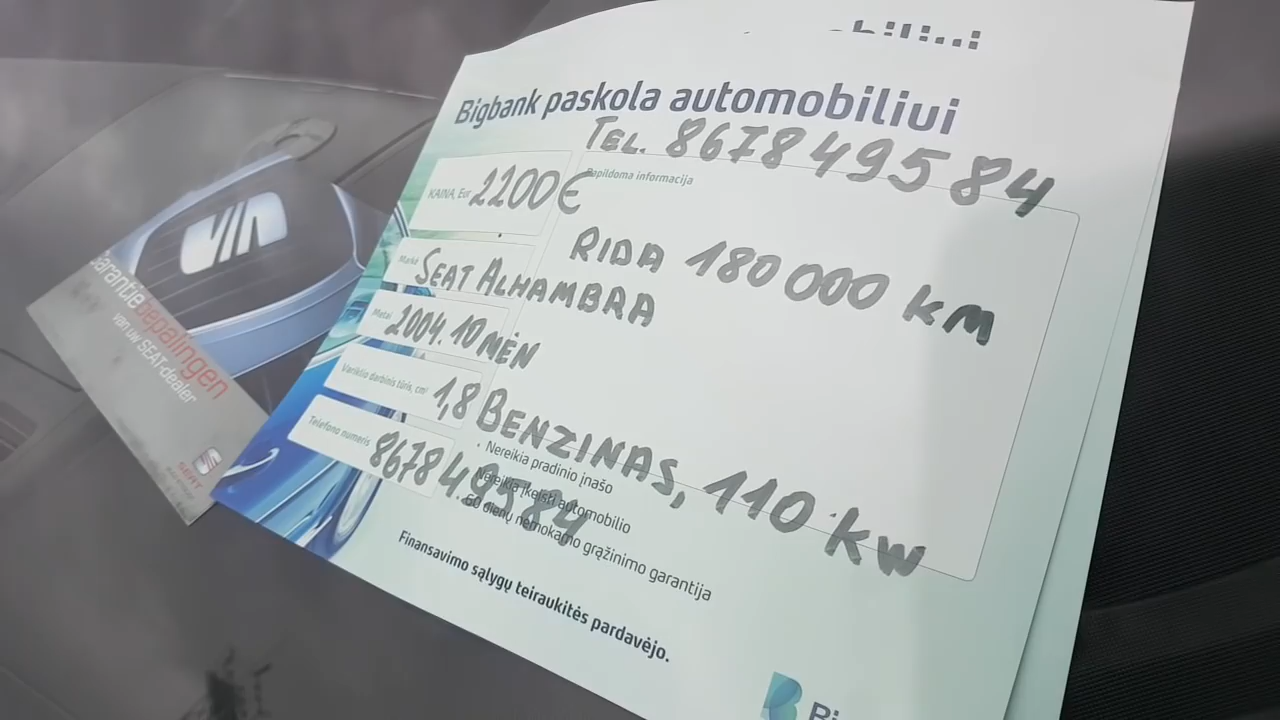 Bigbank paskola automobiliui
TEL. 867849584
KAINA, Eur 2200€
Papildoma informacija
RIDA 180 000 KM
Markė SEAT ALHAMBRA
Metai 2004.10 MĖN
Variklio darbinis tūris, cm³ 1,8 BENZINAS, 110 KW
Telefono numeris 867849584
Nereikia pradinio įnašo
Nereikia įkeisti automobilio
60 dienų nemokamo grąžinimo garantija
Finansavimo sąlygų teiraukitės pardavėjo.
Garantiebepalingen
van uw SEAT-dealer
SEAT